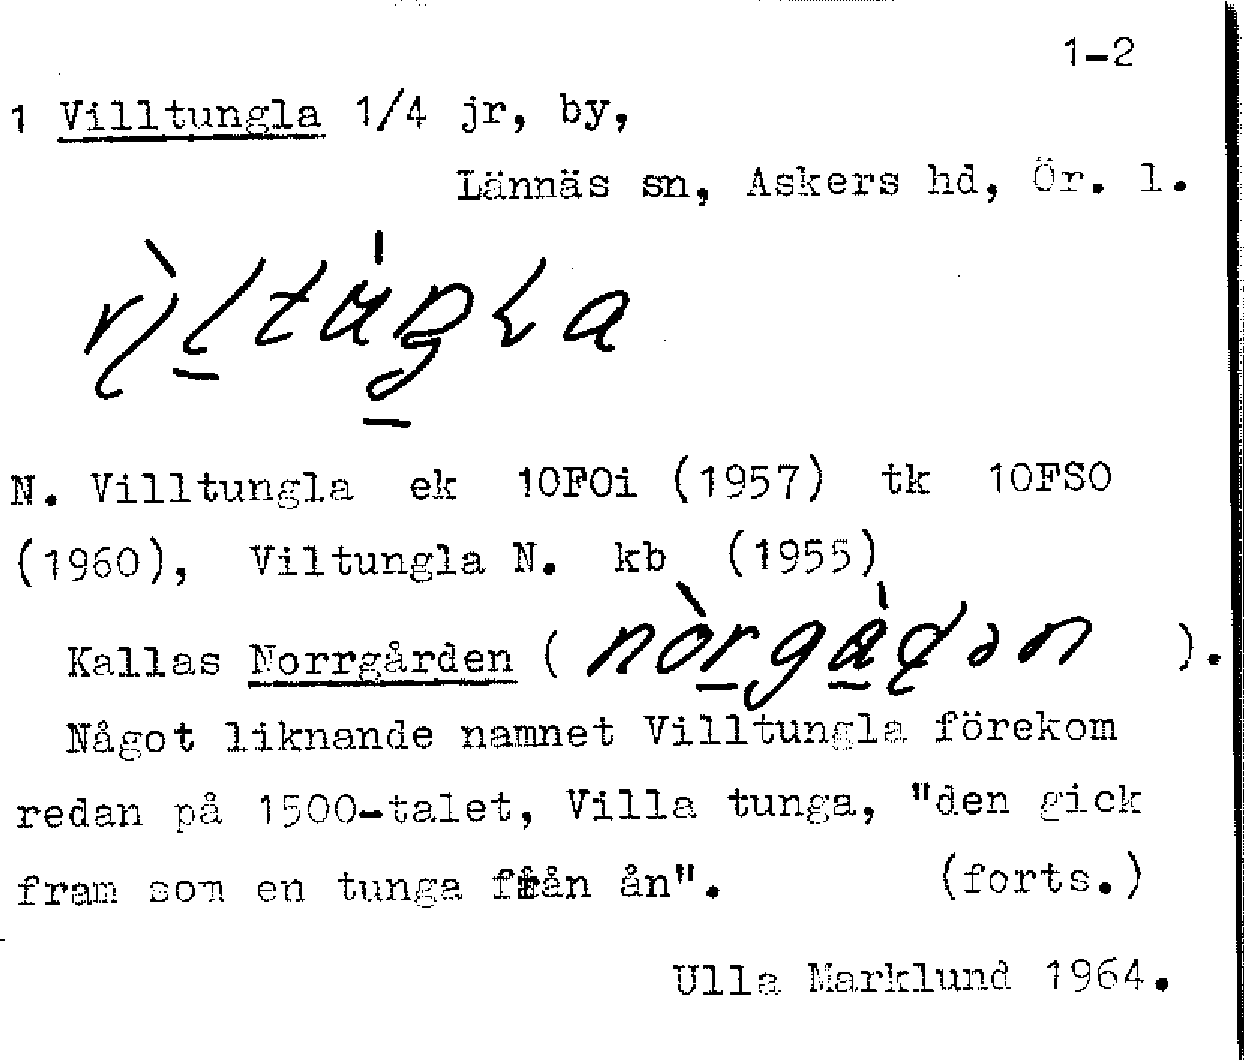 1-2
1 Villtungla 1/4 jr, by,
Lännäs sn, Askers hd, Ör. l.
N. Villtungla ek 10FOi (1957) tk 10FSO
(1960), Viltungla N. kb (1955)
Kallas Norrgården ( ).
Något liknande namnet Villtungla förekom
redan på 1500-talet, Villa tunga, "den gick
fram som en tunga från ån". (forts.)
Ulla Marklund 1964.